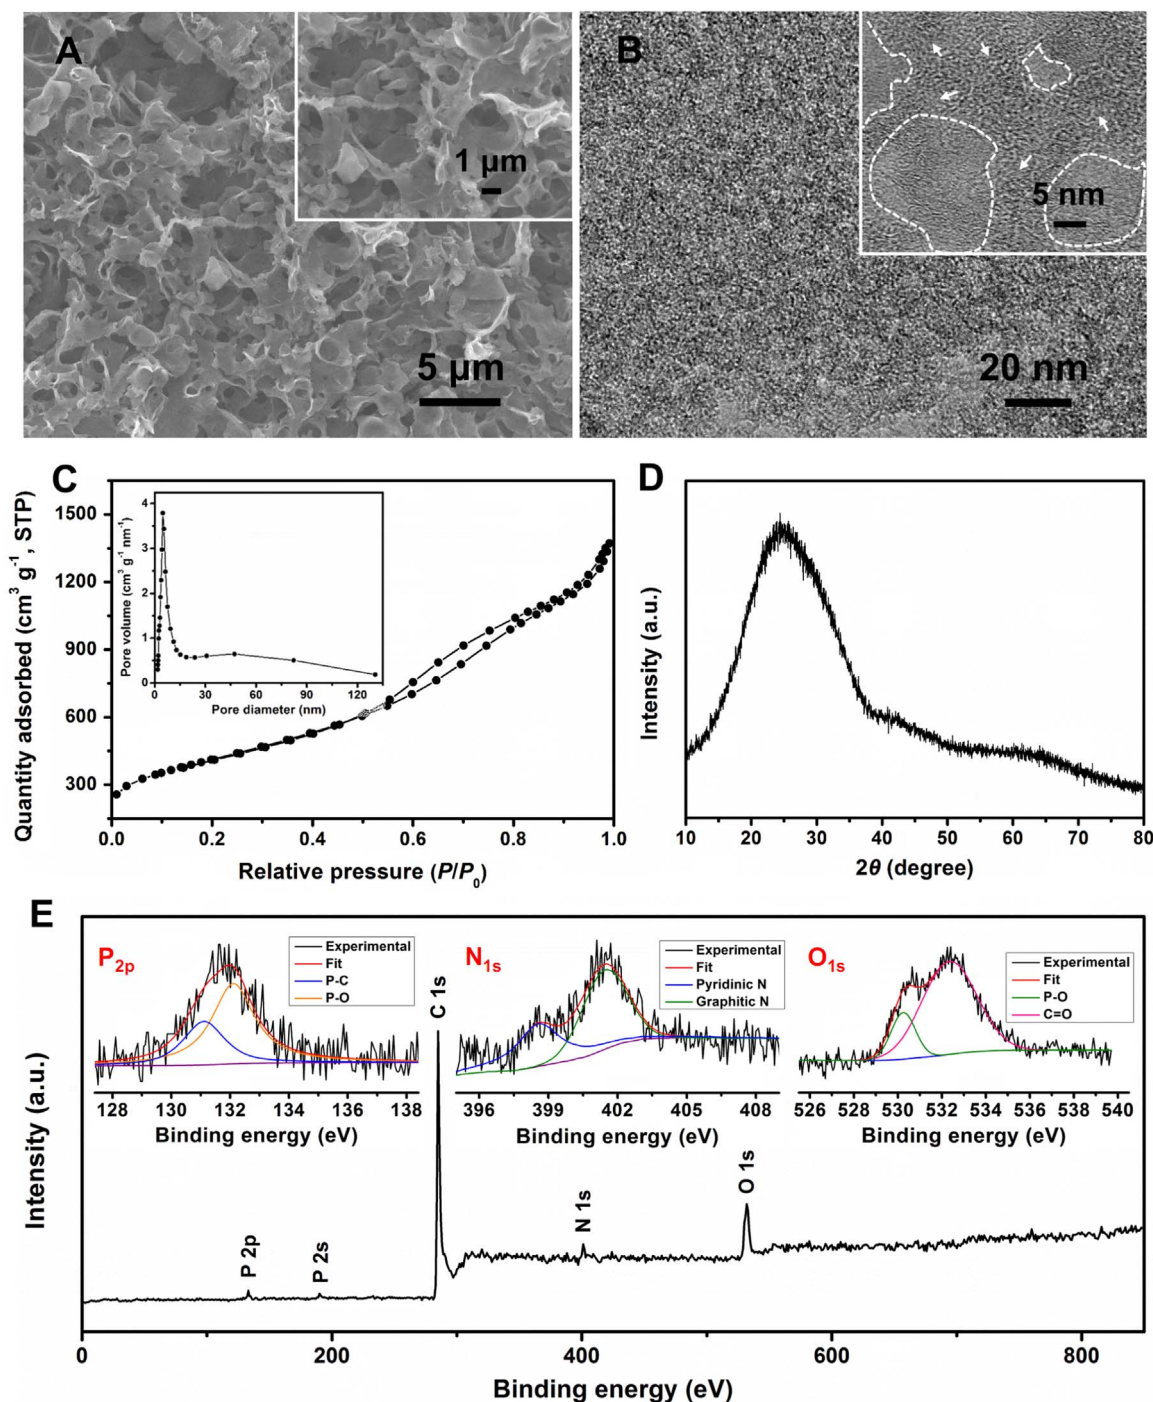 A
1 µm
5 µm
B
5 nm
20 nm
C
Quantity adsorbed (cm³ g⁻¹, STP)
1500
1200
900
600
300
0.0 0.2 0.4 0.6 0.8 1.0
Relative pressure (P/P₀)
Pore volume (cm³ g⁻¹ nm⁻¹)
4
3
2
1
0
0 30 60 90 120
Pore diameter (nm)
D
Intensity (a.u.)
10 20 30 40 50 60 70 80
2θ (degree)
E
Intensity (a.u.)
P₂ₚ
Experimental
Fit
P-C
P-O
128 130 132 134 136 138
Binding energy (eV)
N₁ₛ
Experimental
Fit
Pyridinic N
Graphitic N
396 399 402 405 408
Binding energy (eV)
O₁ₛ
Experimental
Fit
P-O
C=O
526 528 530 532 534 536 538 540
Binding energy (eV)
P 2p
P 2s
C 1s
N 1s
O 1s
0 200 400 600 800
Binding energy (eV)